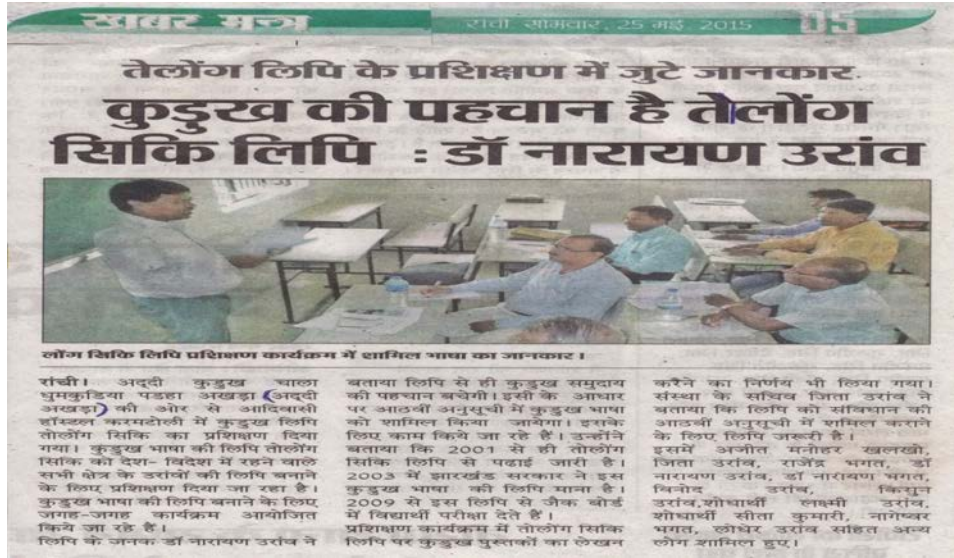 खबर मन्त्र
रांची सोमवार, 25 मई, 2015
05
तेलोंग लिपि के प्रशिक्षण में जुटे जानकार.
कुडुख की पहचान है तेलोंग
सिकि लिपि : डॉ नारायण उरांव
लोंग सिकि लिपि प्रशिक्षण कार्यक्रम में शामिल भाषा का जानकार।
रांची। अद्दी कुडुख चाला
धुमकुडिया पडहा अखड़ा (अद्दी
अखड़ा) की ओर से आदिवासी
हॉस्टल करमटोली में कुडुख लिपि
तोलोंग सिकि का प्रशिक्षण दिया
गया। कुडुख भाषा की लिपि तोलोंग
सिकि को देश- विदेश में रहने वाले
सभी क्षेत्र के उरांवों की लिपि बनाने
के लिए प्रशिक्षण दिया जा रहा है।
कुडुख भाषा की लिपि बनाने के लिए
जगह-जगह कार्यक्रम आयोजित
किये जा रहे हैं।
लिपि के जनक डॉ नारायण उरांव ने
बताया लिपि से ही कुडुख समुदाय
की पहचान बचेगी। इसी के आधार
पर आठवीं अनुसूची में कुडुख भाषा
को शामिल किया जायेगा। इसके
लिए काम किये जा रहे हैं। उन्होंने
बताया कि 2001 से ही तोलोंग
सिकि लिपि से पढाई जारी है।
2003 में झारखंड सरकार ने इस
कुडुख भाषा की लिपि माना है।
2009 से इस लिपि से जैक बोर्ड
में विद्यार्थी परीक्षा देते हैं।
प्रशिक्षण कार्यक्रम में तोलोंग सिकि
लिपि पर कुडुख पुस्तकों का लेखन
करने का निर्णय भी लिया गया।
संस्था के सचिव जिता उरांव ने
बताया कि लिपि को संविधान की
आठवीं अनुसूची में शमिल कराने
के लिए लिपि जरूरी है।
इसमें अजीत मनोहर खलखो,
जिता उरांव, राजेंद्र भगत, डॉ
नारायण उरांव, डॉ नारायण भगत,
बिनोद उरांव, किसुन
उरांव,शोधार्थी लक्ष्मी उरांव,
शोधार्थी सीता कुमारी, नागेश्वर
भगत, लोधेर उरांव सहित अन्य
लोग शामिल हुए।